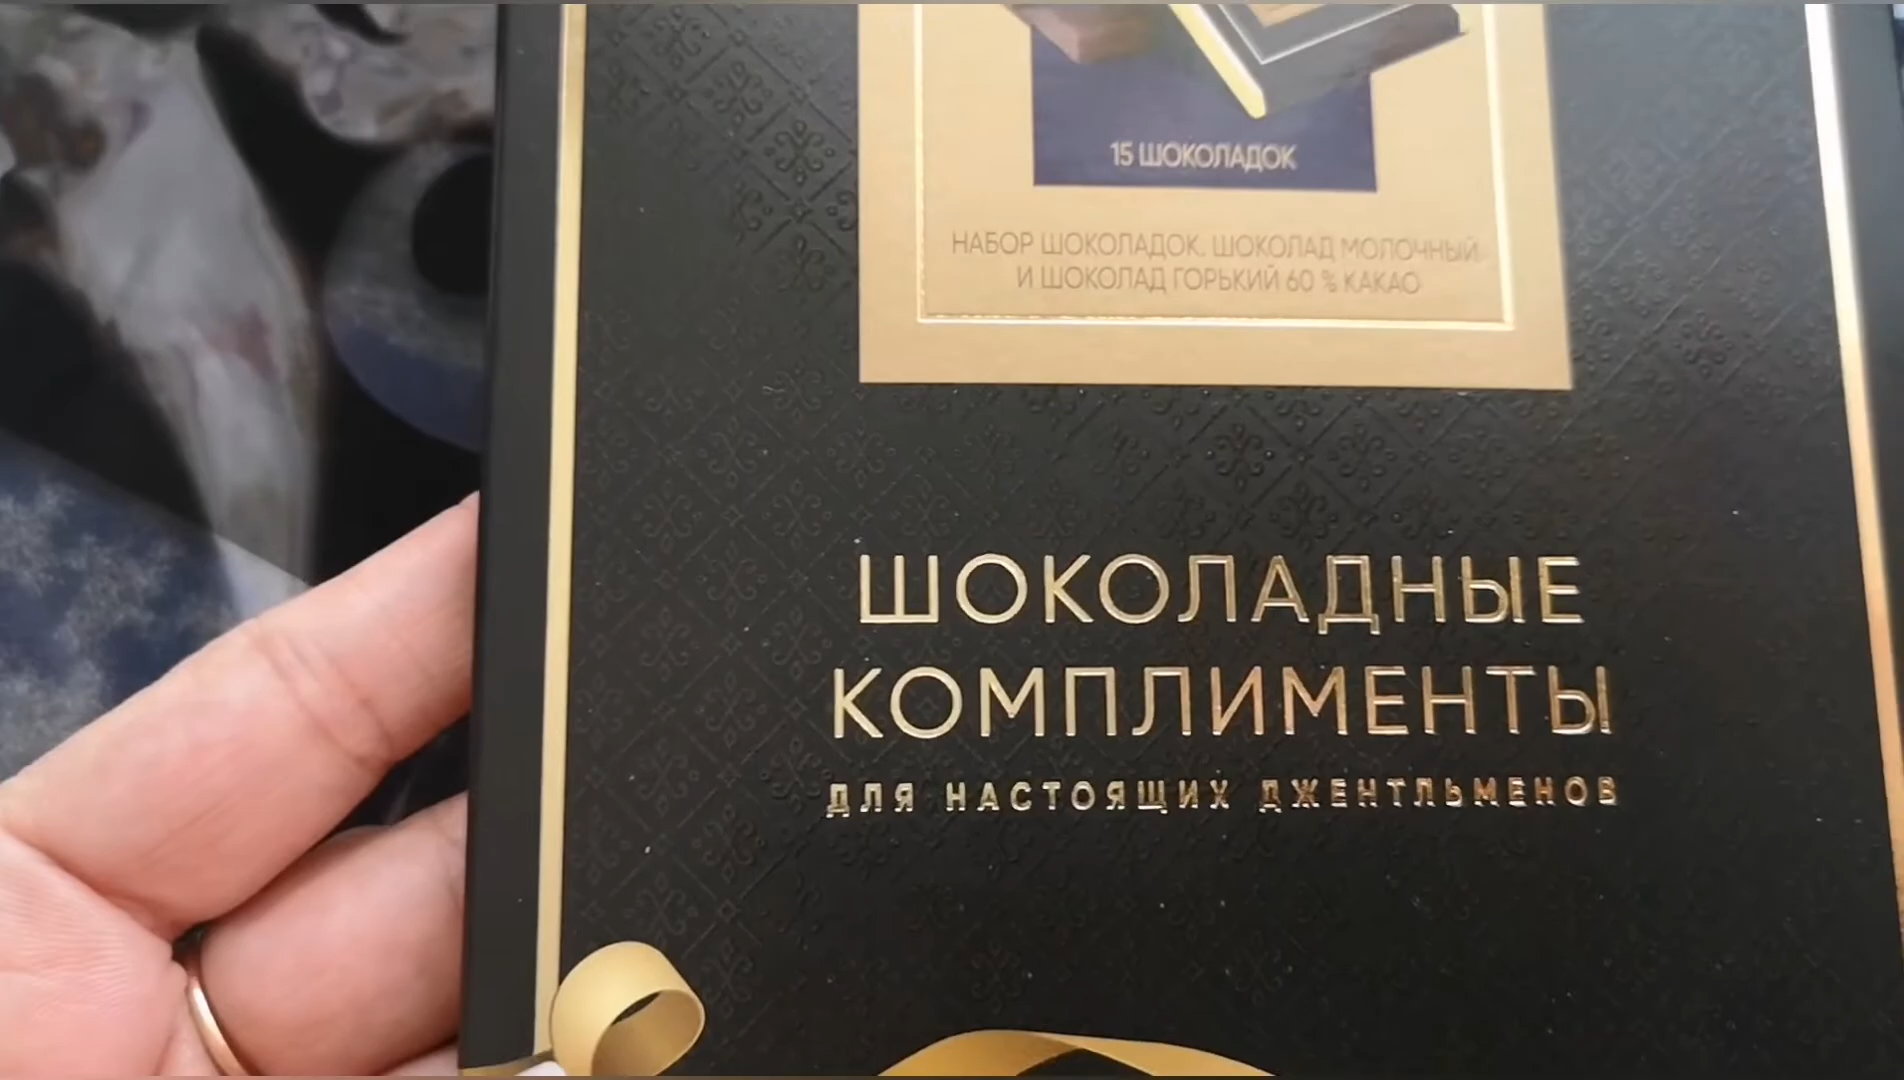 15 ШОКОЛАДОК
НАБОР ШОКОЛАДОК. ШОКОЛАД МОЛОЧНЫЙ
И ШОКОЛАД ГОРЬКИЙ 60 % КАКАО
ШОКОЛАДНЫЕ
КОМПЛИМЕНТЫ
ДЛЯ НАСТОЯЩИХ ДЖЕНТЛЬМЕНОВ